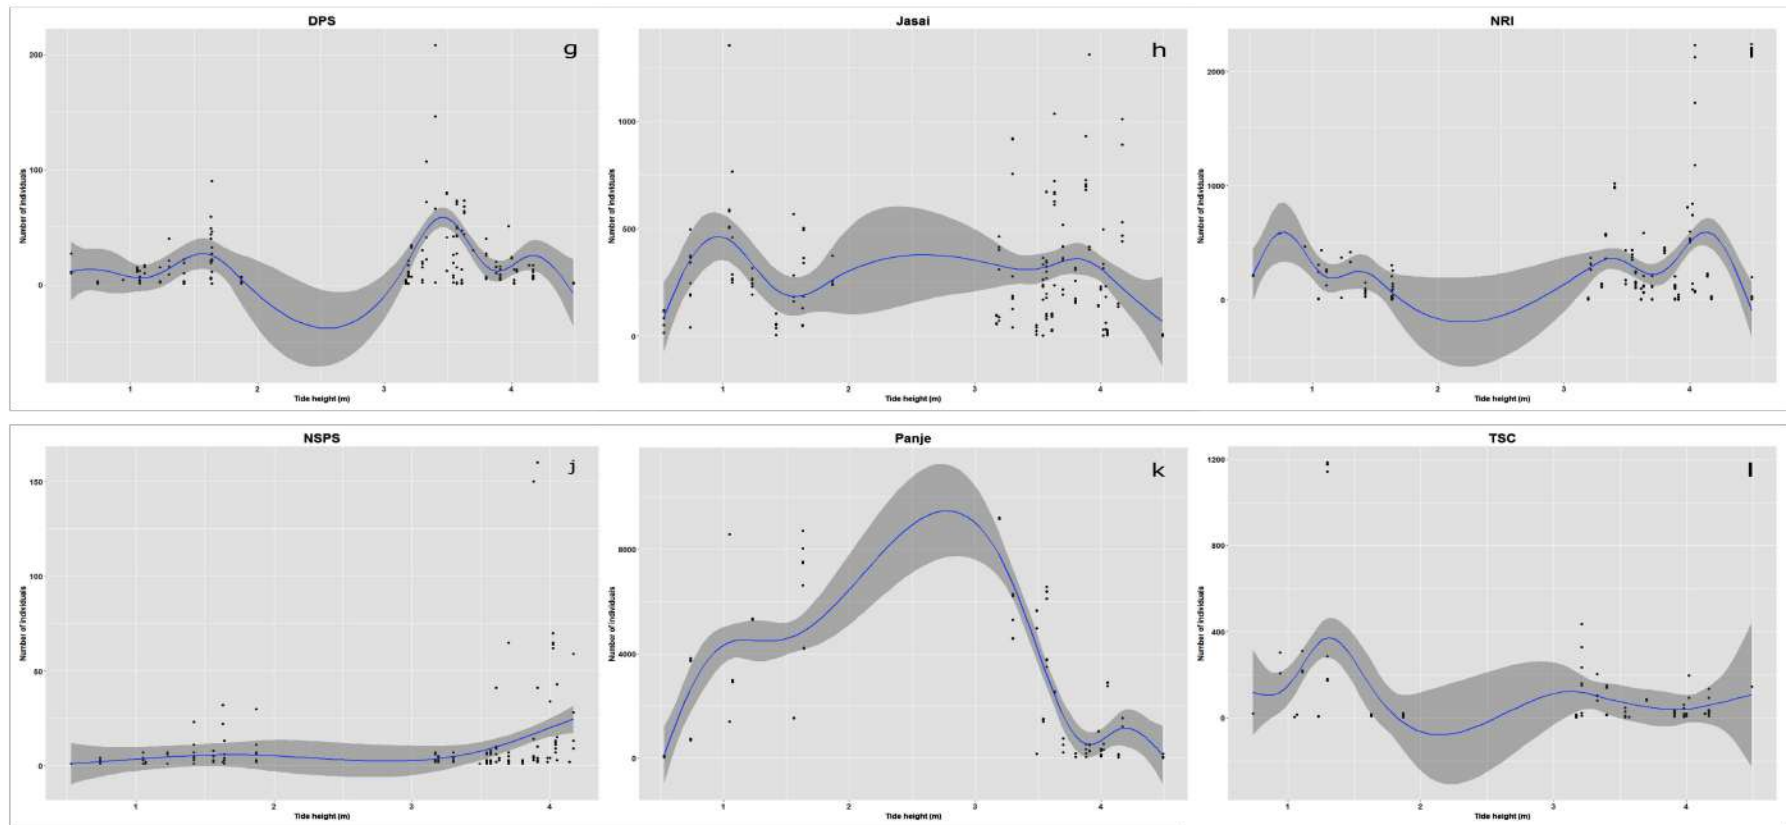 DPS
g
200
100
0
Number of individuals
1 2 3 4
Tide height (m)
Jasai
h
1000
500
0
Number of individuals
1 2 3 4
Tide height (m)
NRI
i
2000
1000
0
Number of individuals
1 2 3 4
Tide height (m)
NSPS
j
150
100
50
0
Number of individuals
1 2 3 4
Tide height (m)
Panje
k
8000
4000
0
Number of individuals
1 2 3 4
Tide height (m)
TSC
l
1200
800
400
0
Number of individuals
1 2 3 4
Tide height (m)